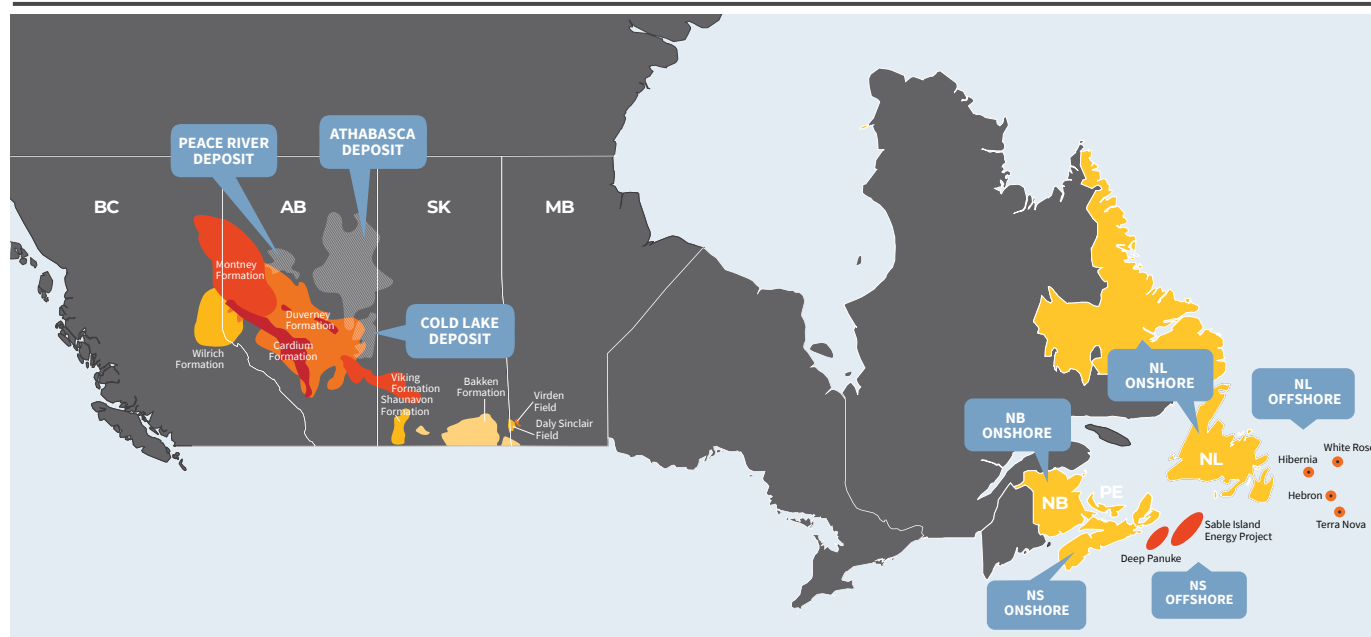 PEACE RIVER
DEPOSIT
ATHABASCA
DEPOSIT
BC
AB
SK
MB
Montney
Formation
Duverney
Formation
COLD LAKE
DEPOSIT
Cardium
Formation
Wilrich
Formation
Viking
Formation
Shaunavon
Formation
Bakken
Formation
Virden
Field
Daly Sinclair
Field
NL
ONSHORE
NL
OFFSHORE
NB
ONSHORE
NL
White Rose
Hibernia
Hebron
Terra Nova
NB
PE
Sable Island
Energy Project
Deep Panuke
NS
ONSHORE
NS
OFFSHORE